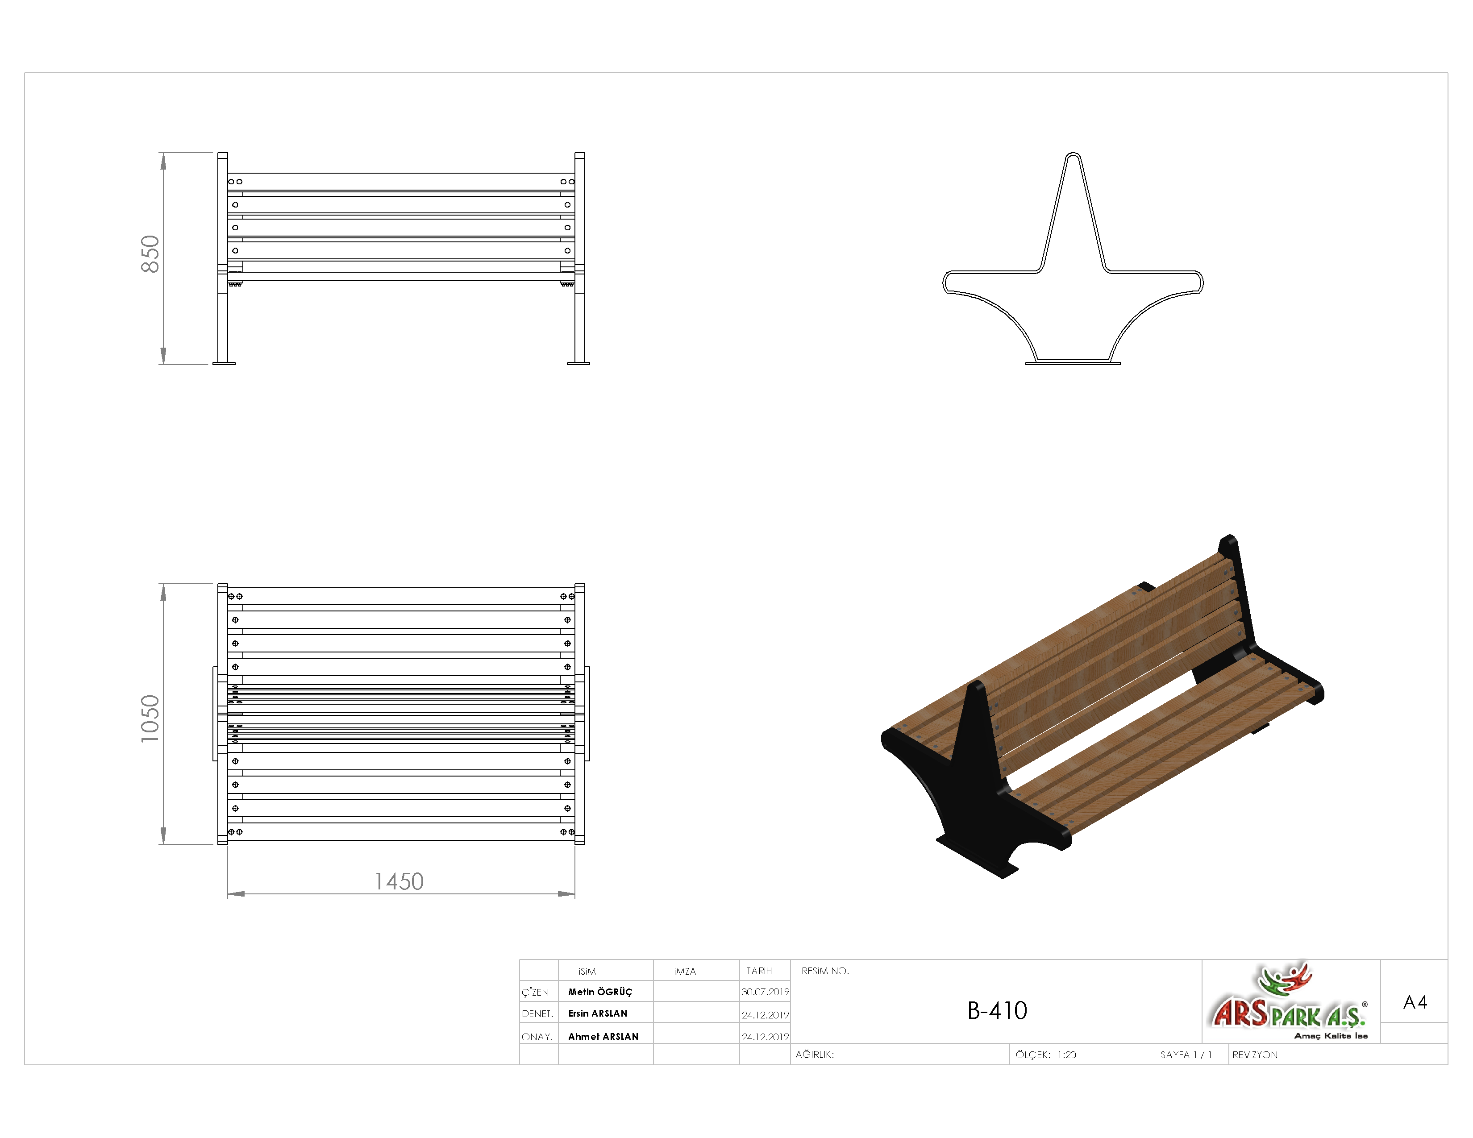 850
1050
1450
İSİM
İMZA
TARİH
RESİM NO.
ÇİZEN.
Metin ÖGRÜÇ
30.07.2019
DENET.
Ersin ARSLAN
24.12.2019
ONAY.
Ahmet ARSLAN
24.12.2019
B-410
ARSPARK A.Ş.®
Amaç Kalite İse
A4
AĞIRLIK:
ÖLÇEK: 1:20
SAYFA 1 / 1
REVİZYON